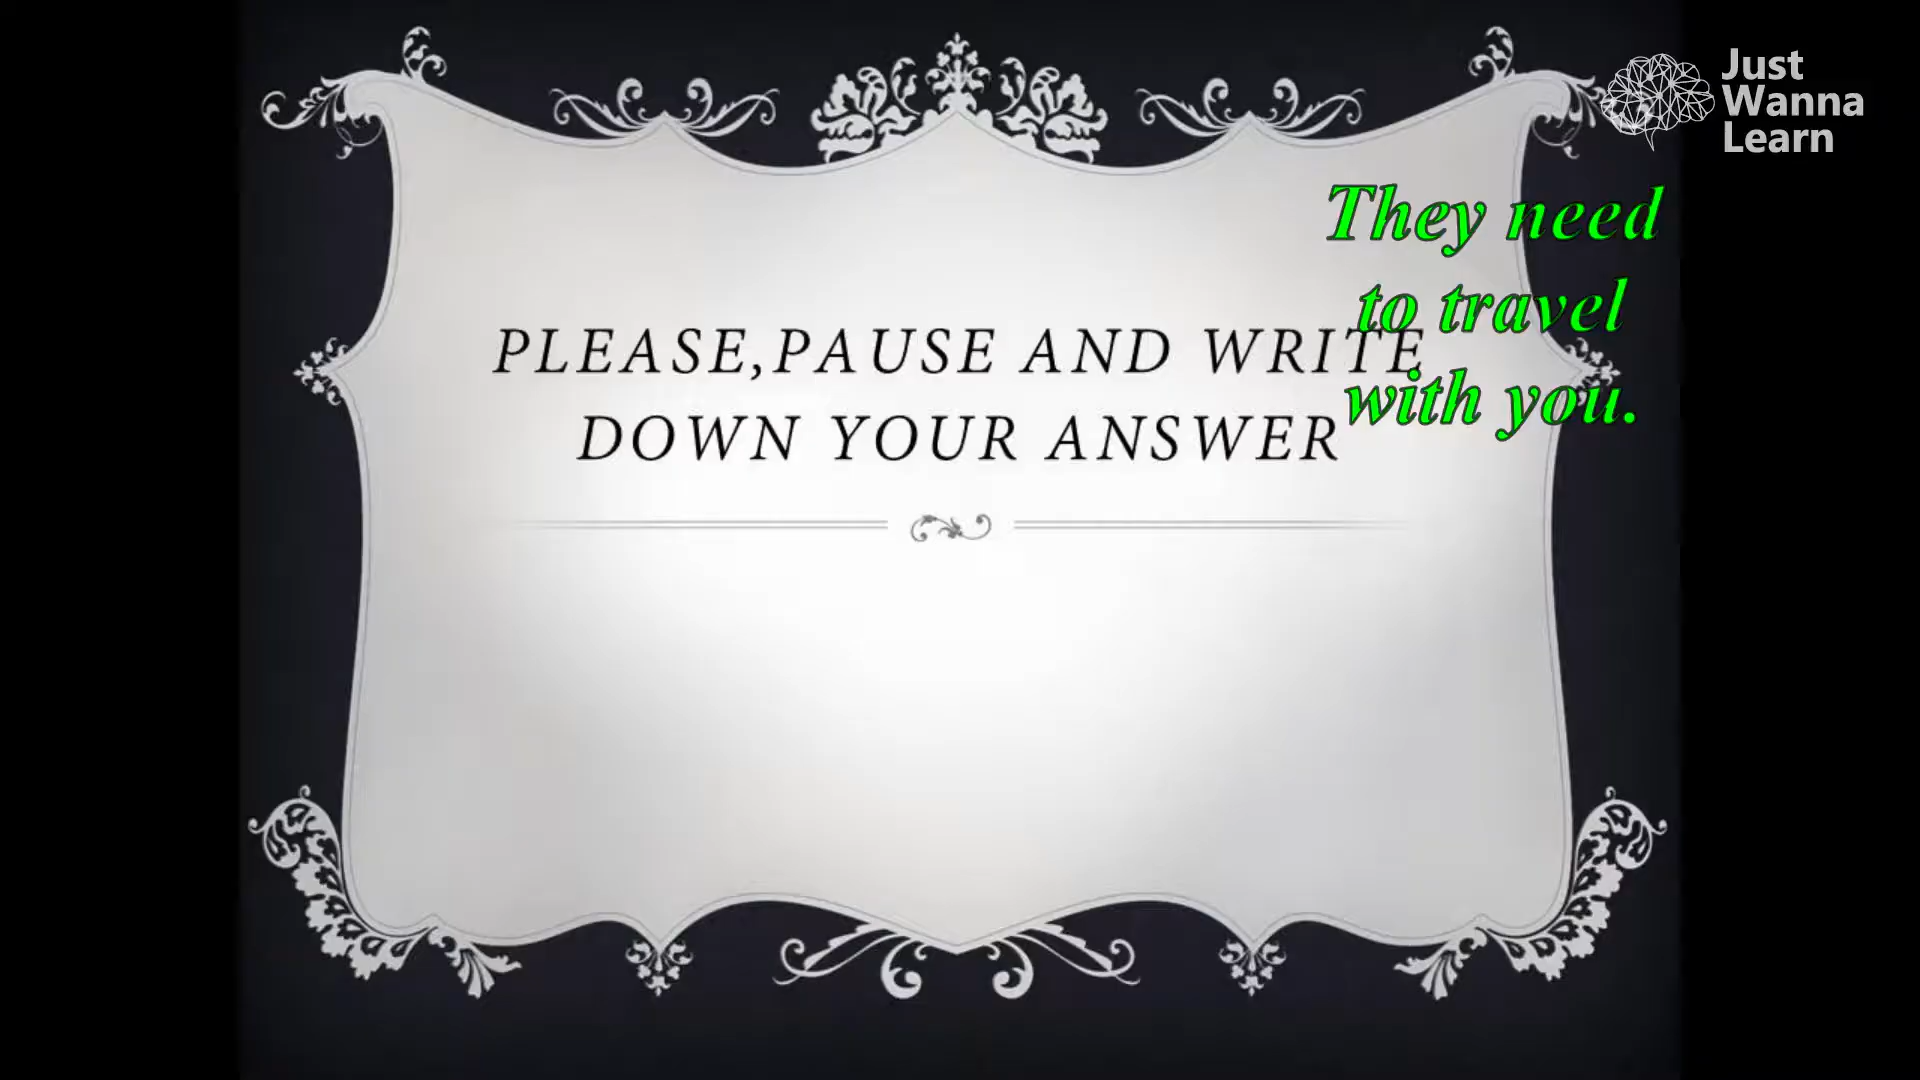 Just
Wanna
Learn
They need
to travel
with you.
PLEASE,PAUSE AND WRITE
DOWN YOUR ANSWER